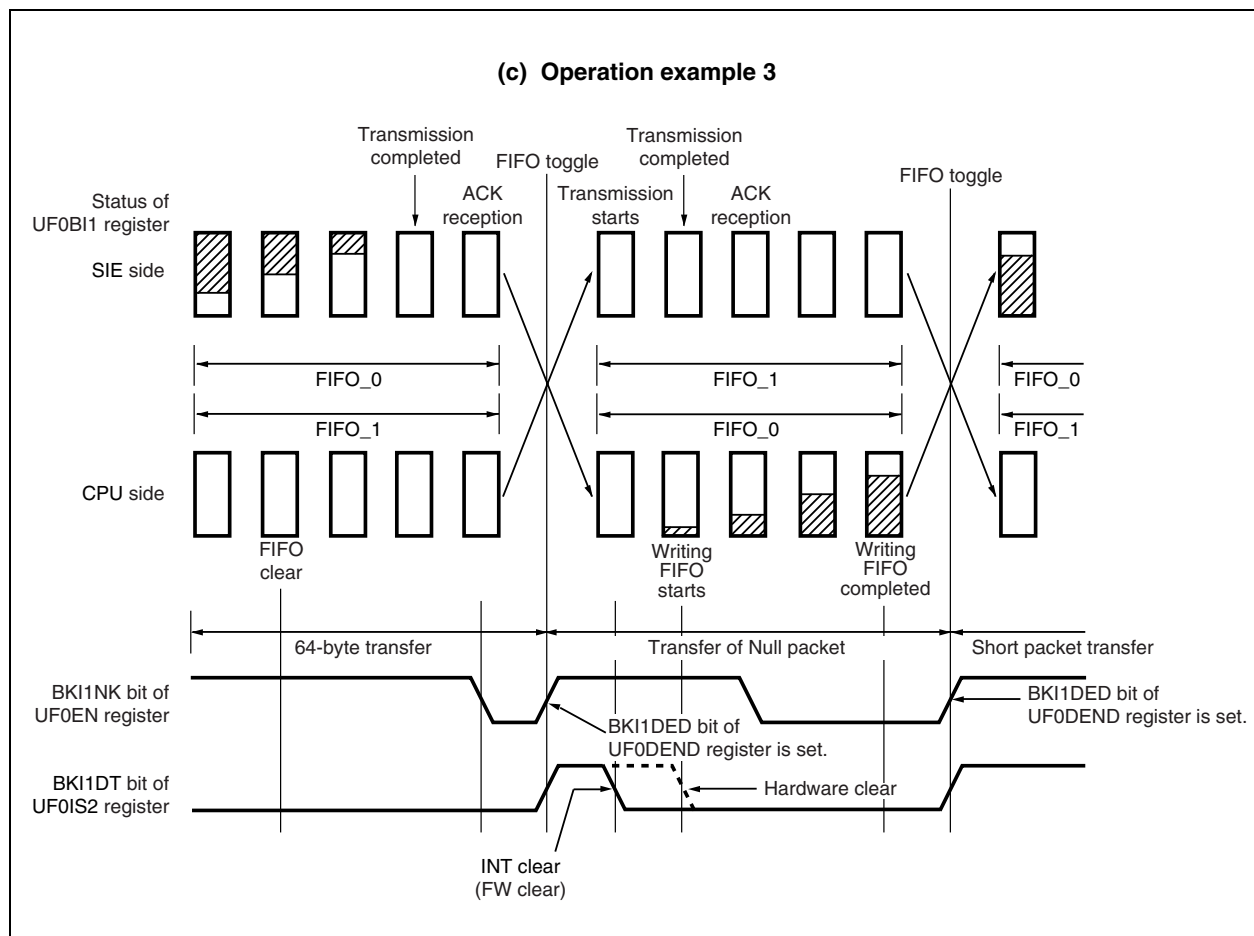 (c) Operation example 3
Transmission
completed
FIFO toggle
Transmission
completed
FIFO toggle
Status of
UF0BI1 register
ACK
reception
Transmission
starts
ACK
reception
SIE side
FIFO_0
FIFO_1
FIFO_0
FIFO_1
FIFO_0
FIFO_1
CPU side
FIFO
clear
Writing
FIFO
starts
Writing
FIFO
completed
64-byte transfer
Transfer of Null packet
Short packet transfer
BKI1NK bit of
UF0EN register
BKI1DED bit of
UF0DEND register is set.
BKI1DED bit of
UF0DEND register is set.
BKI1DT bit of
UF0IS2 register
Hardware clear
INT clear
(FW clear)